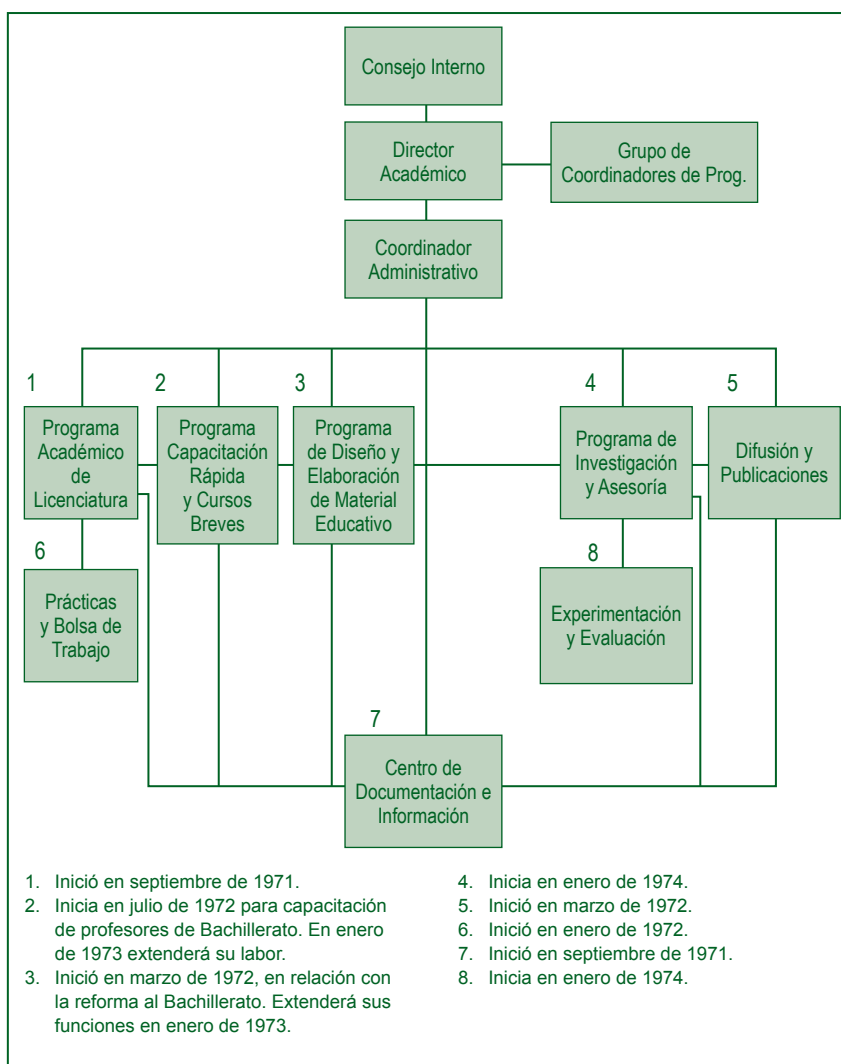 Consejo Interno
Director
Académico
Grupo de
Coordinadores de Prog.
Coordinador
Administrativo
1
Programa
Académico
de
Licenciatura
2
Programa
Capacitación
Rápida
y Cursos
Breves
3
Programa
de Diseño y
Elaboración
de Material
Educativo
4
Programa de
Investigación
y Asesoría
5
Difusión y
Publicaciones
6
Prácticas
y Bolsa de
Trabajo
8
Experimentación
y Evaluación
7
Centro de
Documentación e
Información
1. Inició en septiembre de 1971.
2. Inicia en julio de 1972 para capacitación
de profesores de Bachillerato. En enero
de 1973 extenderá su labor.
3. Inició en marzo de 1972, en relación con
la reforma al Bachillerato. Extenderá sus
funciones en enero de 1973.
4. Inicia en enero de 1974.
5. Inició en marzo de 1972.
6. Inició en enero de 1972.
7. Inició en septiembre de 1971.
8. Inicia en enero de 1974.